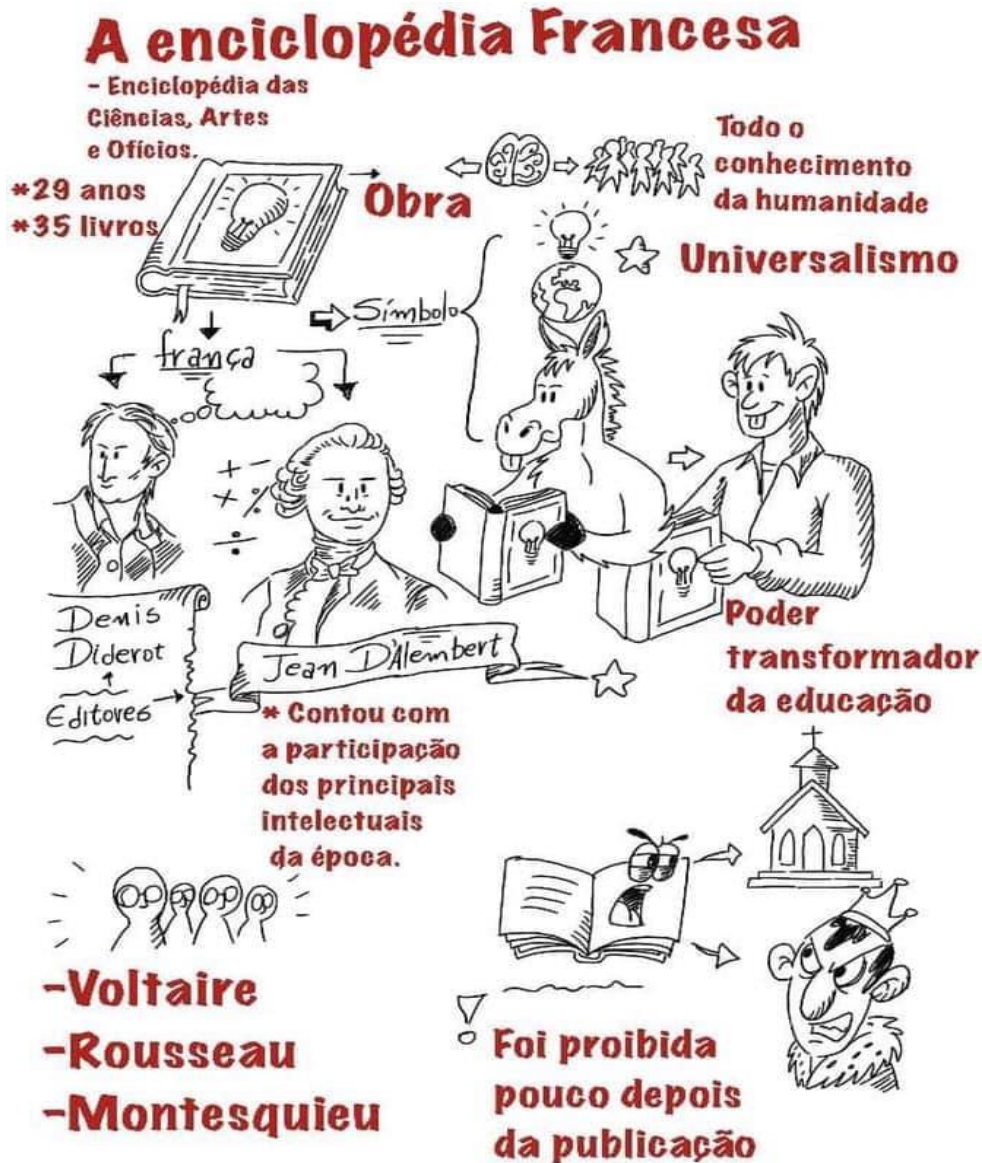 A enciclopédia Francesa
- Enciclopédia das
Ciências, Artes
e Ofícios.
*29 anos
*35 livros
Obra
Todo o
conhecimento
da humanidade
Universalismo
Símbolo
frança
Denis
Diderot
Editores
Jean D'Alembert
* Contou com
a participação
dos principais
intelectuais
da época.
Poder
transformador
da educação
-Voltaire
-Rousseau
-Montesquieu
! Foi proibida
pouco depois
da publicação